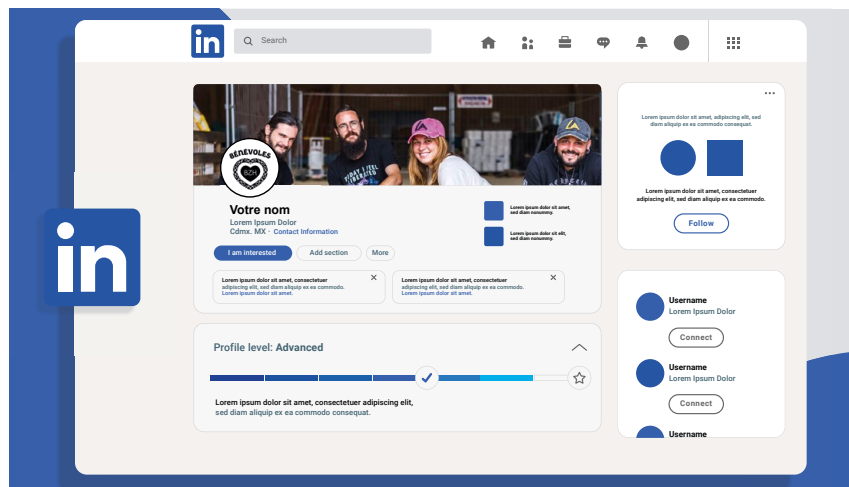 in
Search
BÉNÉVOLES
BZH
TODAY I FEEL
LA
LA
Votre nom
Lorem Ipsum Dolor
Cdmx. MX · Contact Information
Lorem ipsum dolor sit amet,
sed diam nonummy.
Lorem ipsum dolor sit elit,
sed diam nonummy.
I am interested
Add section
More
Lorem ipsum dolor sit amet, consectetuer
adipiscing elit, sed diam aliquip commodo.
Lorem ipsum dolor sit amet.
Lorem ipsum dolor sit amet, consectetuer
adipiscing elit, sed diam aliquip commodo.
Lorem ipsum dolor sit amet.
Profile level: Advanced
Lorem ipsum dolor sit amet, consectetuer adipiscing elit,
sed diam aliquip ex ea commodo consequat.
Lorem ipsum dolor sit amet, adipiscing elit, sed
diam aliquip ex ea commodo consequat.
Lorem ipsum dolor sit amet, consectetuer
adipiscing elit, sed diam aliquip ex ea commodo.
Follow
Username
Lorem Ipsum Dolor
Connect
Username
Lorem Ipsum Dolor
Connect
Username
in